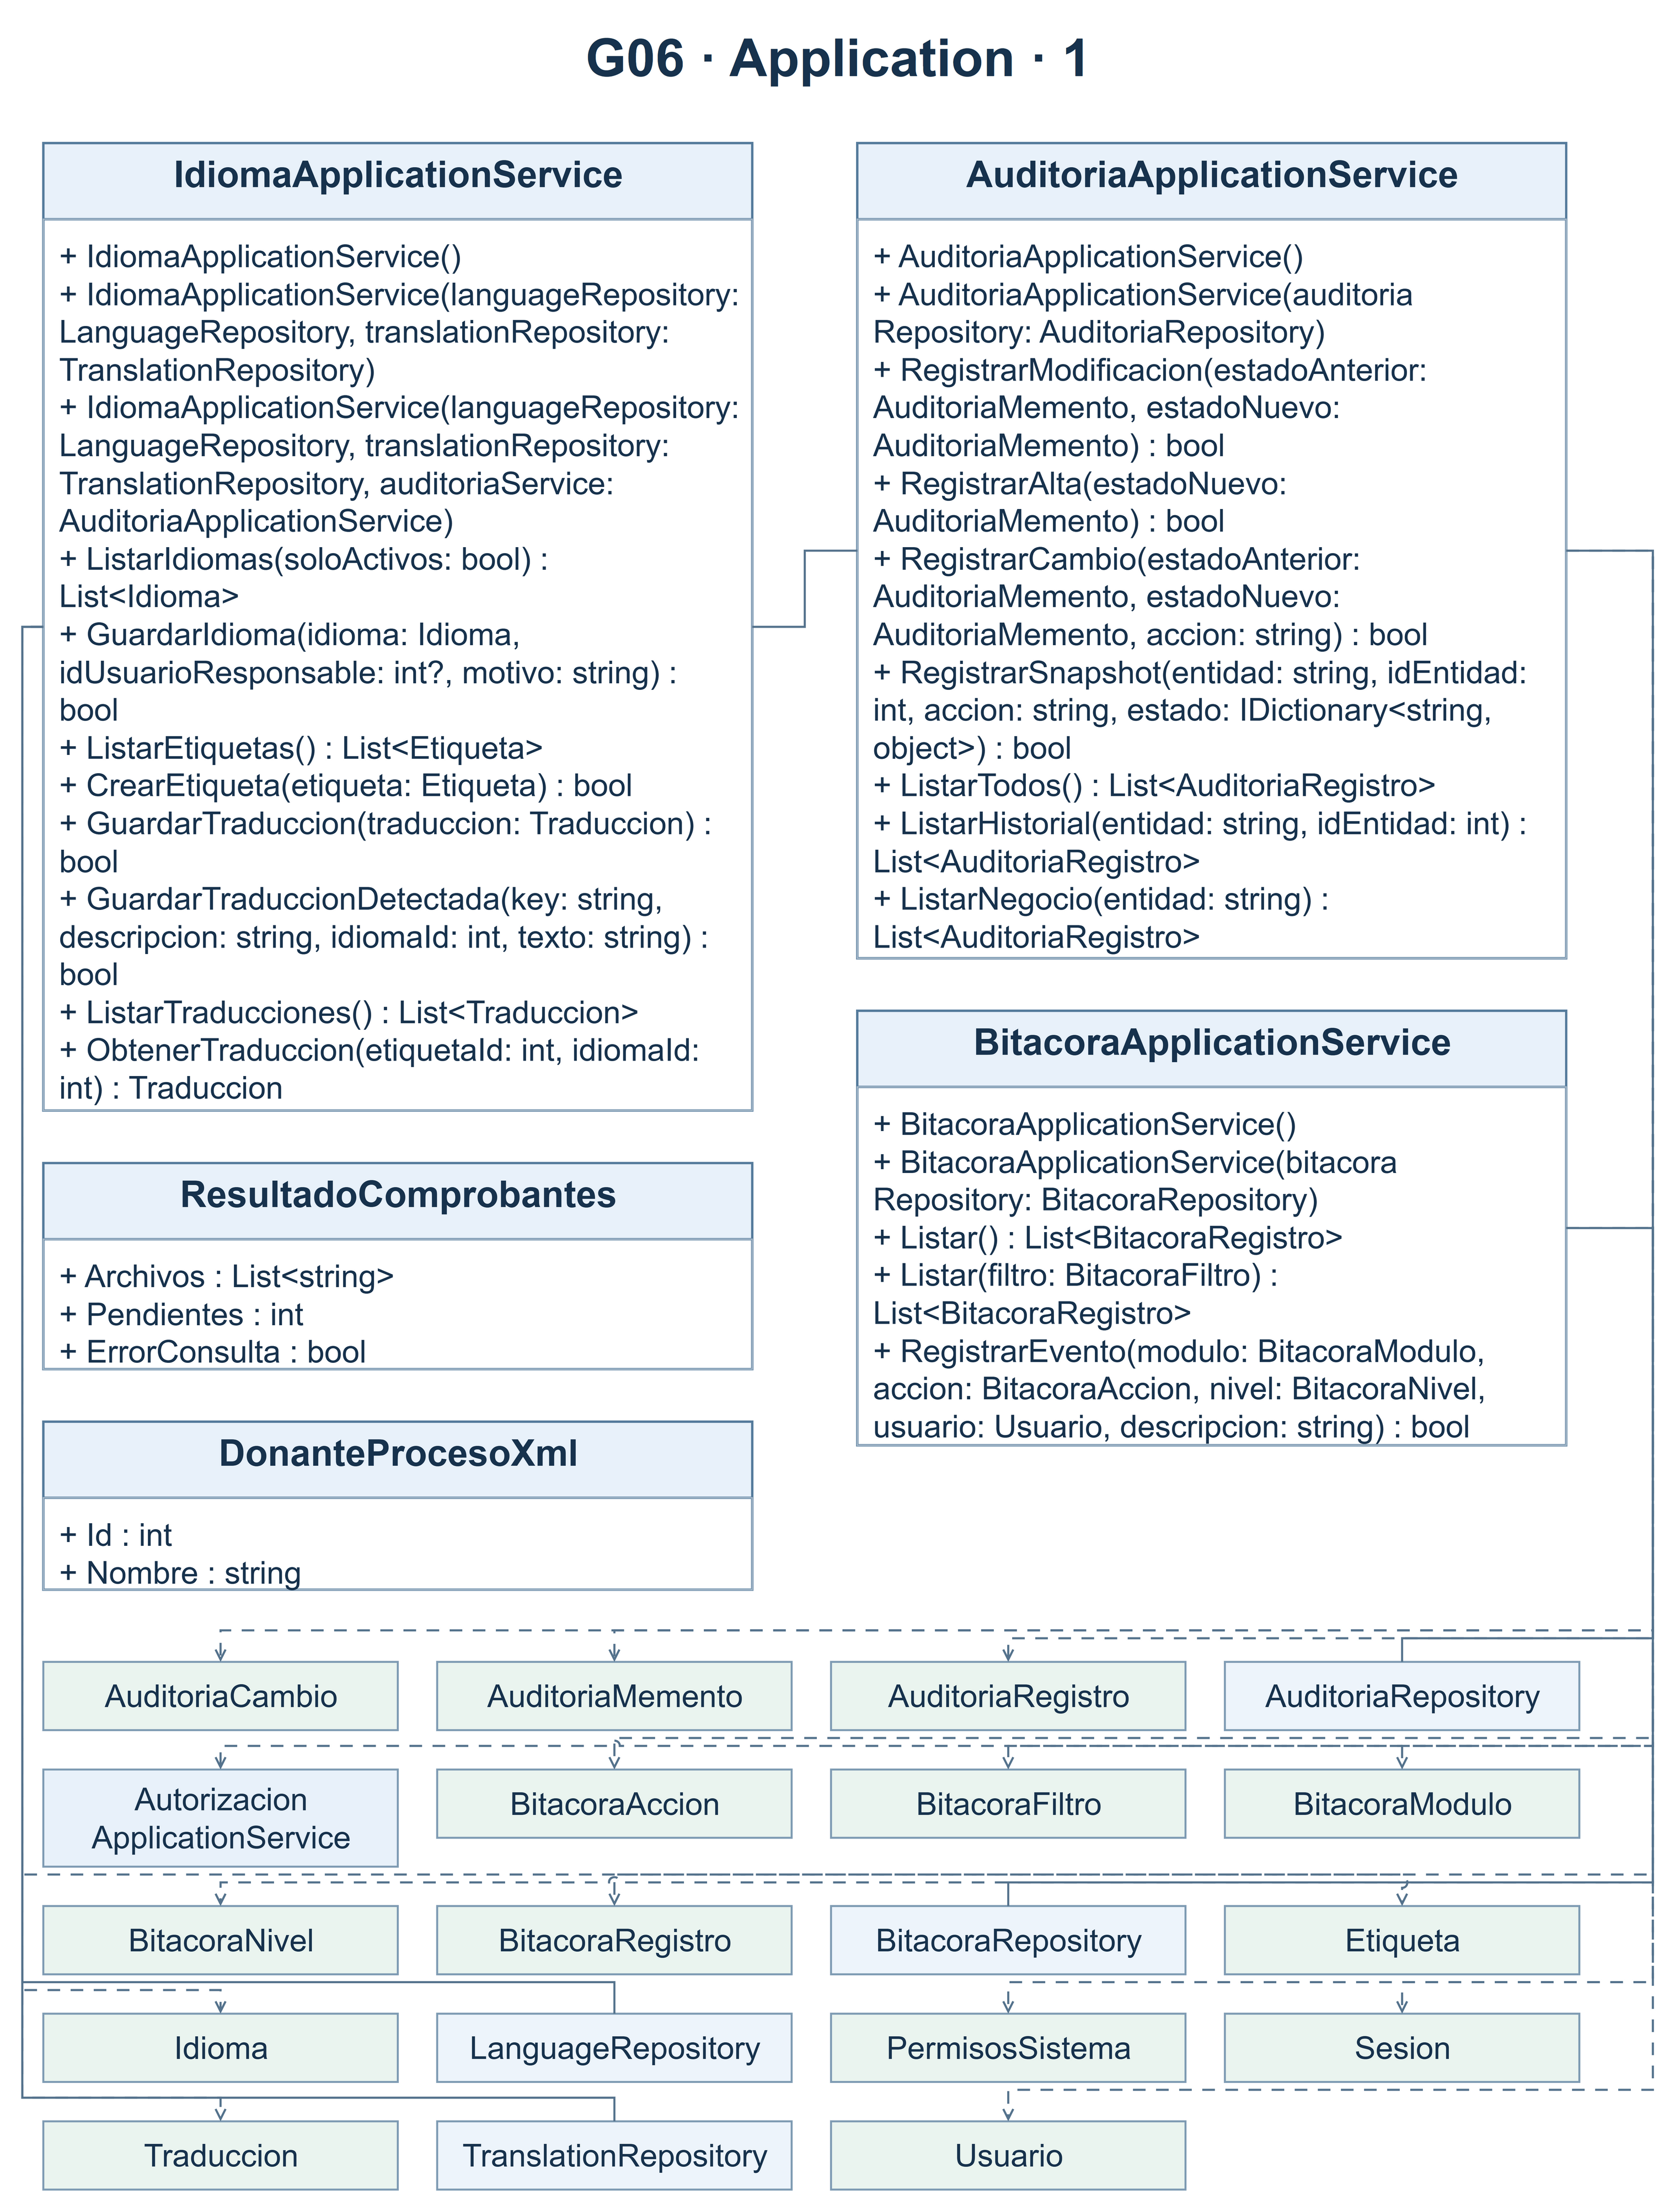 G06 · Application · 1
IdiomaApplicationService
+ IdiomaApplicationService()
+ IdiomaApplicationService(languageRepository:
LanguageRepository, translationRepository:
TranslationRepository)
+ IdiomaApplicationService(languageRepository:
LanguageRepository, translationRepository:
TranslationRepository, auditoriaService:
AuditoriaApplicationService)
+ ListarIdiomas(soloActivos: bool) :
List<Idioma>
+ GuardarIdioma(idioma: Idioma,
idUsuarioResponsable: int?, motivo: string) :
bool
+ ListarEtiquetas() : List<Etiqueta>
+ CrearEtiqueta(etiqueta: Etiqueta) : bool
+ GuardarTraduccion(traduccion: Traduccion) :
bool
+ GuardarTraduccionDetectada(key: string,
descripcion: string, idiomaId: int, texto: string) :
bool
+ ListarTraducciones() : List<Traduccion>
+ ObtenerTraduccion(etiquetaId: int, idiomaId:
int) : Traduccion
AuditoriaApplicationService
+ AuditoriaApplicationService()
+ AuditoriaApplicationService(auditoria
Repository: AuditoriaRepository)
+ RegistrarModificacion(estadoAnterior:
AuditoriaMemento, estadoNuevo:
AuditoriaMemento) : bool
+ RegistrarAlta(estadoNuevo:
AuditoriaMemento) : bool
+ RegistrarCambio(estadoAnterior:
AuditoriaMemento, estadoNuevo:
AuditoriaMemento, accion: string) : bool
+ RegistrarSnapshot(entidad: string, idEntidad:
int, accion: string, estado: IDictionary<string,
object>) : bool
+ ListarTodos() : List<AuditoriaRegistro>
+ ListarHistorial(entidad: string, idEntidad: int) :
List<AuditoriaRegistro>
+ ListarNegocio(entidad: string) :
List<AuditoriaRegistro>
ResultadoComprobantes
+ Archivos : List<string>
+ Pendientes : int
+ ErrorConsulta : bool
BitacoraApplicationService
+ BitacoraApplicationService()
+ BitacoraApplicationService(bitacora
Repository: BitacoraRepository)
+ Listar() : List<BitacoraRegistro>
+ Listar(filtro: BitacoraFiltro) :
List<BitacoraRegistro>
+ RegistrarEvento(modulo: BitacoraModulo,
accion: BitacoraAccion, nivel: BitacoraNivel,
usuario: Usuario, descripcion: string) : bool
DonanteProcesoXml
+ Id : int
+ Nombre : string
AuditoriaCambio
AuditoriaMemento
AuditoriaRegistro
AuditoriaRepository
Autorizacion
ApplicationService
BitacoraAccion
BitacoraFiltro
BitacoraModulo
BitacoraNivel
BitacoraRegistro
BitacoraRepository
Etiqueta
Idioma
LanguageRepository
PermisosSistema
Sesion
Traduccion
TranslationRepository
Usuario